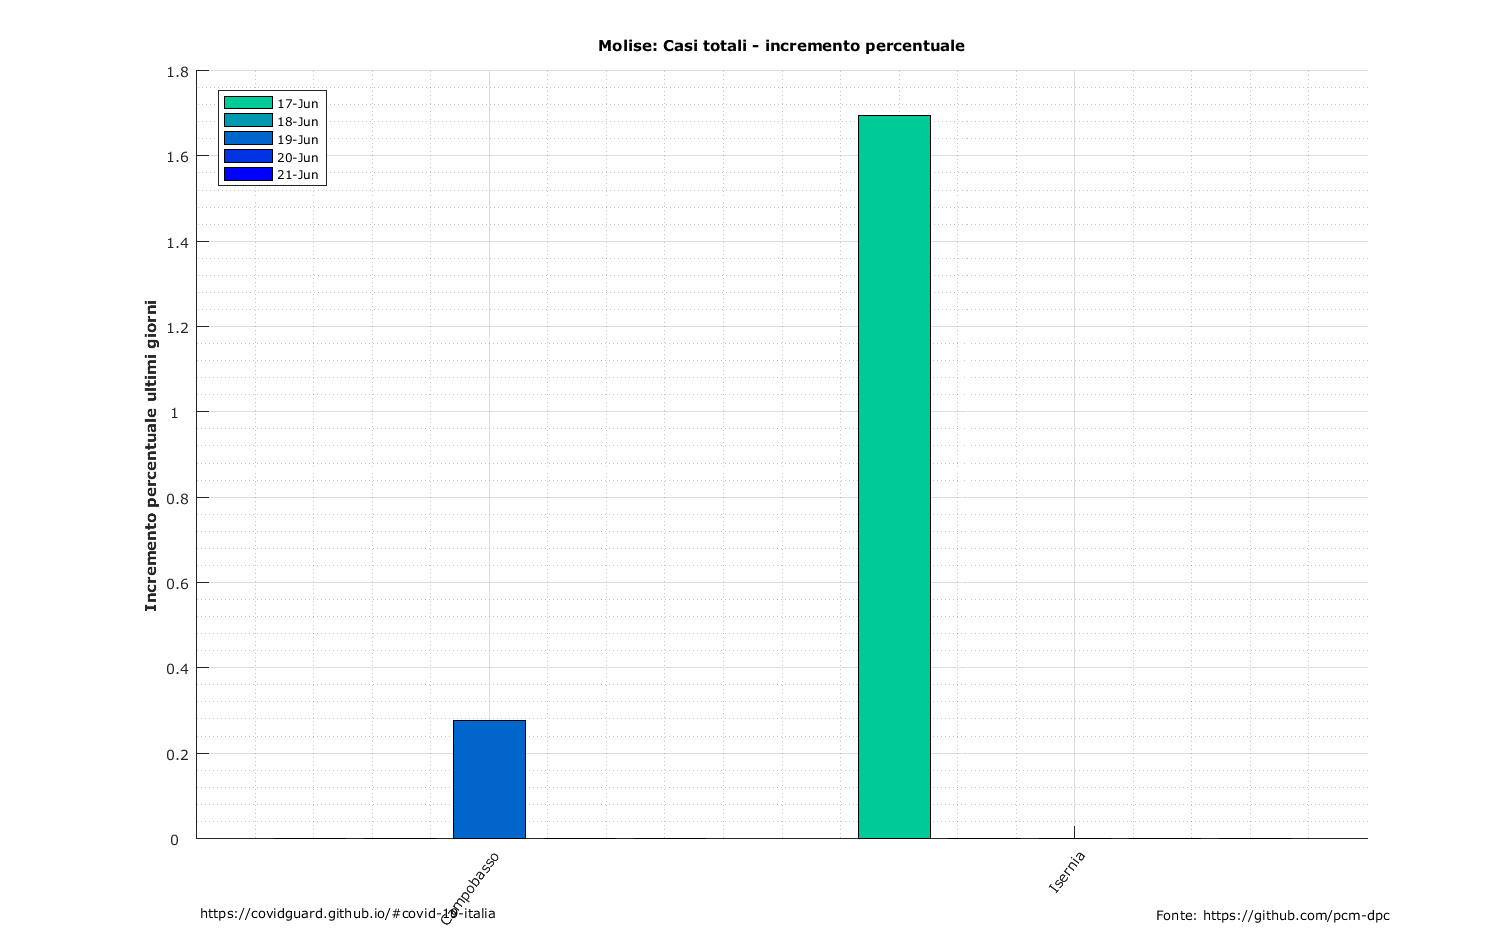 Molise: Casi totali - incremento percentuale
1.8
1.6
1.4
1.2
1
0.8
0.6
0.4
0.2
0
Incremento percentuale ultimi giorni
17-Jun
18-Jun
19-Jun
20-Jun
21-Jun
Campobasso
Isernia
https://covidguard.github.io/#covid-19-italia
Fonte: https://github.com/pcm-dpc